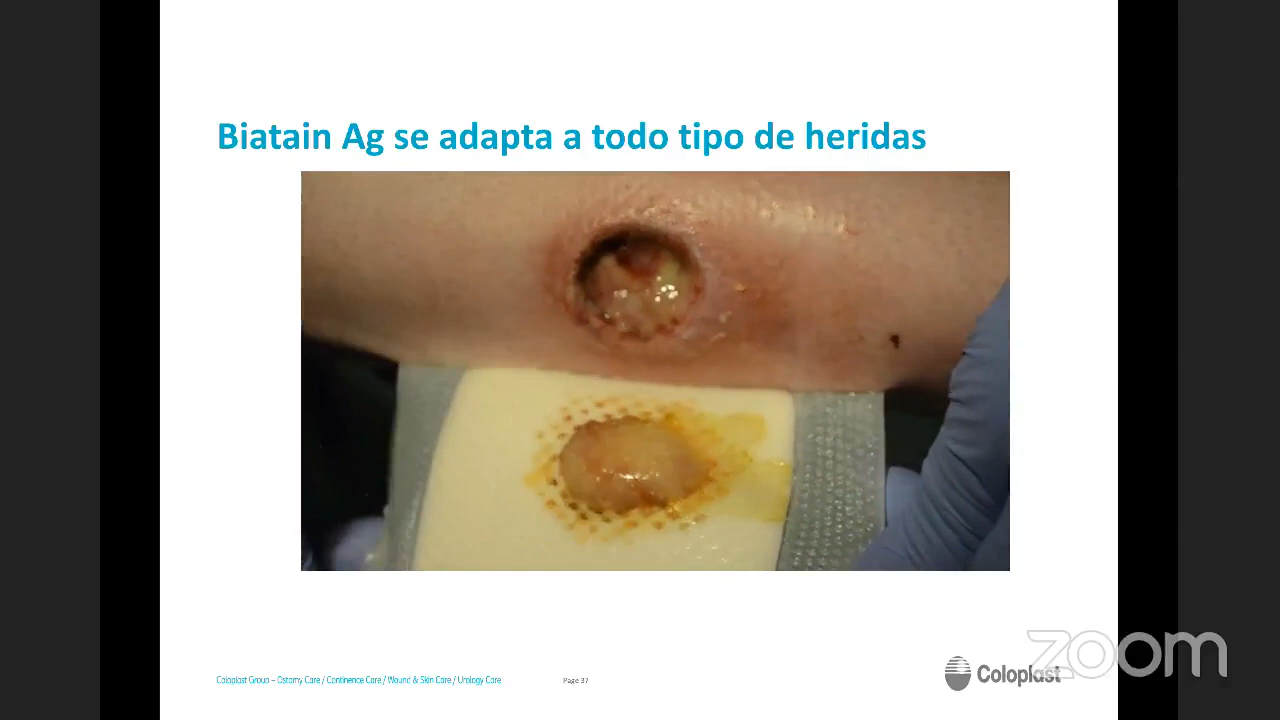 Biatain Ag se adapta a todo tipo de heridas
Coloplast Group – Ostomy Care / Continence Care / Wound & Skin Care / Urology Care
Page 37
Coloplast
zoom